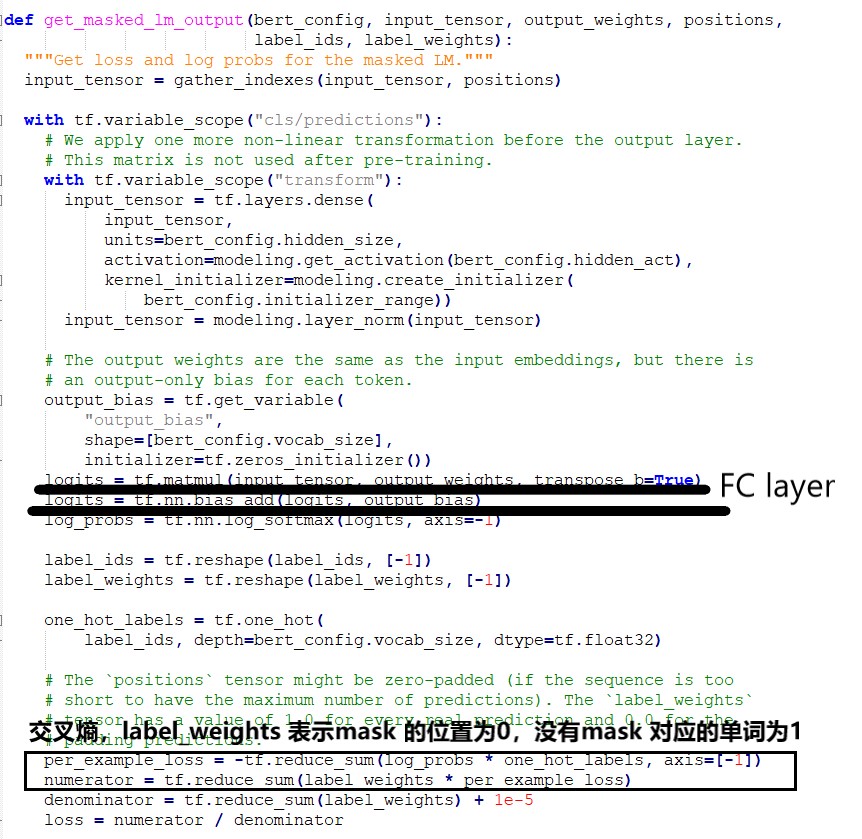 def get_masked_lm_output(bert_config, input_tensor, output_weights, positions,
label_ids, label_weights):
"""Get loss and log probs for the masked LM."""
input_tensor = gather_indexes(input_tensor, positions)
with tf.variable_scope("cls/predictions"):
# We apply one more non-linear transformation before the output layer.
# This matrix is not used after pre-training.
with tf.variable_scope("transform"):
input_tensor = tf.layers.dense(
input_tensor,
units=bert_config.hidden_size,
activation=modeling.get_activation(bert_config.hidden_act),
kernel_initializer=modeling.create_initializer(
bert_config.initializer_range))
input_tensor = modeling.layer_norm(input_tensor)
# The output weights are the same as the input embeddings, but there is
# an output-only bias for each token.
output_bias = tf.get_variable(
"output_bias",
shape=[bert_config.vocab_size],
initializer=tf.zeros_initializer())
logits = tf.matmul(input_tensor, output_weights, transpose_b=True)
FC layer
logits = tf.nn.bias_add(logits, output_bias)
log_probs = tf.nn.log_softmax(logits, axis=-1)
label_ids = tf.reshape(label_ids, [-1])
label_weights = tf.reshape(label_weights, [-1])
one_hot_labels = tf.one_hot(
label_ids, depth=bert_config.vocab_size, dtype=tf.float32)
# The `positions` tensor might be zero-padded (if the sequence is too
# short to have the maximum number of predictions). The `label_weights`
# tensor has a value of 1.0 for every real prediction and 0.0 for the
交叉熵，label_weights 表示mask 的位置为0，没有mask 对应的单词为1
# padding predictions.
per_example_loss = -tf.reduce_sum(log_probs * one_hot_labels, axis=[-1])
numerator = tf.reduce_sum(label_weights * per_example_loss)
denominator = tf.reduce_sum(label_weights) + 1e-5
loss = numerator / denominator